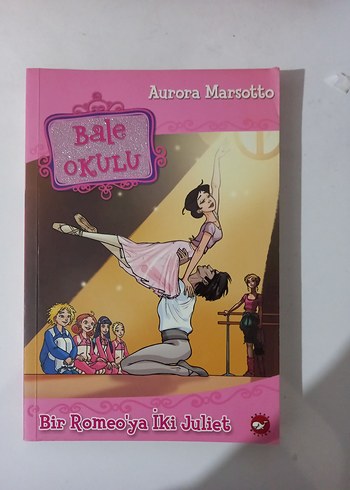 Aurora Marsotto
Bale
OKULU
Bir Romeo'ya İki Juliet